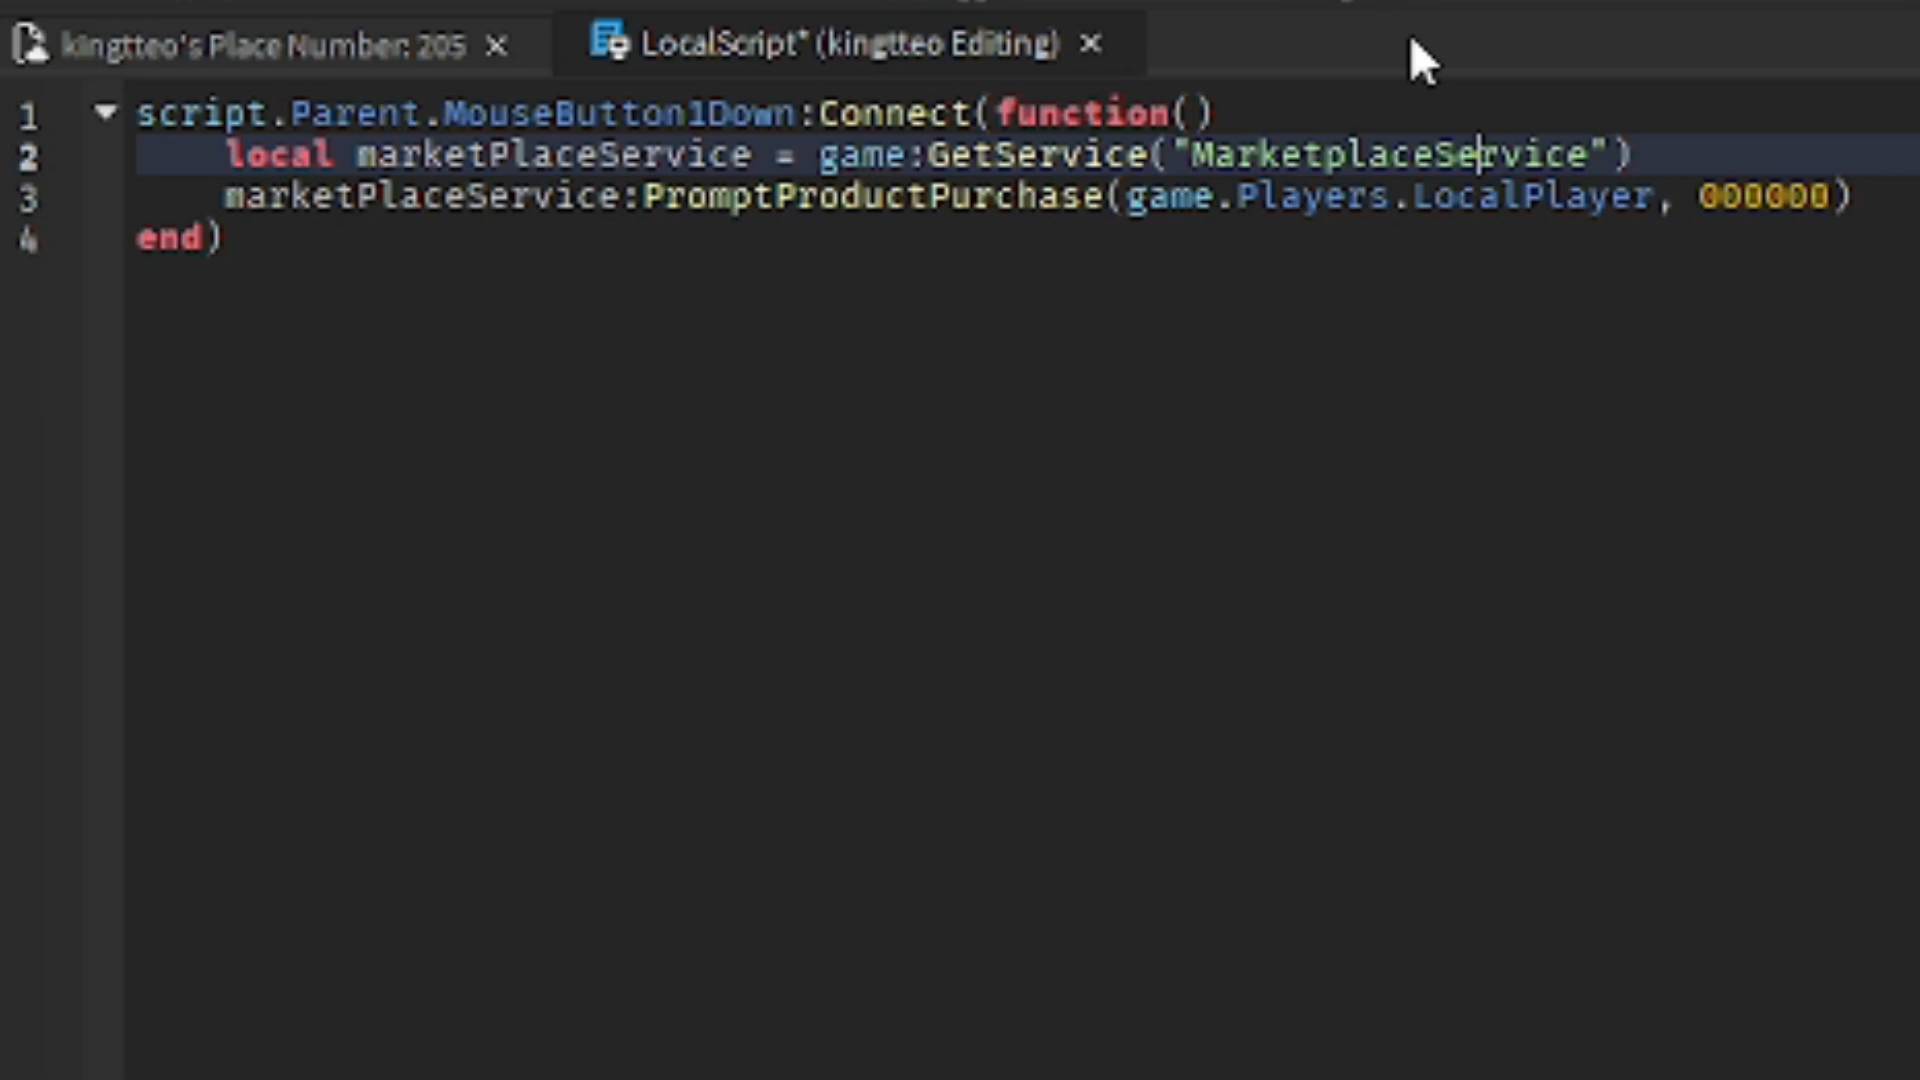 kingtteo's Place Number: 205 ×
LocalScript* (kingtteo Editing) ×
1 script.Parent.MouseButton1Down:Connect(function()
2 local marketPlaceService = game:GetService("MarketplaceService")
3 marketPlaceService:PromptProductPurchase(game.Players.LocalPlayer, 000000)
4 end)